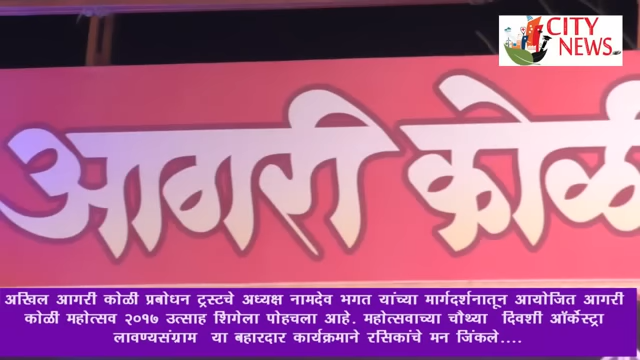 CITY
NEWS
आगरी कोळी
अखिल आगरी कोळी प्रबोधन ट्रस्टचे अध्यक्ष नामदेव भगत यांच्या मार्गदर्शनातून आयोजित आगरी
कोळी महोत्सव २०१७ उत्साह शिगेला पोहचला आहे. महोत्सवाच्या चौथ्या दिवशी ऑर्केस्ट्रा
लावण्यसंग्राम या बहारदार कार्यक्रमाने रसिकांचे मन जिंकले....